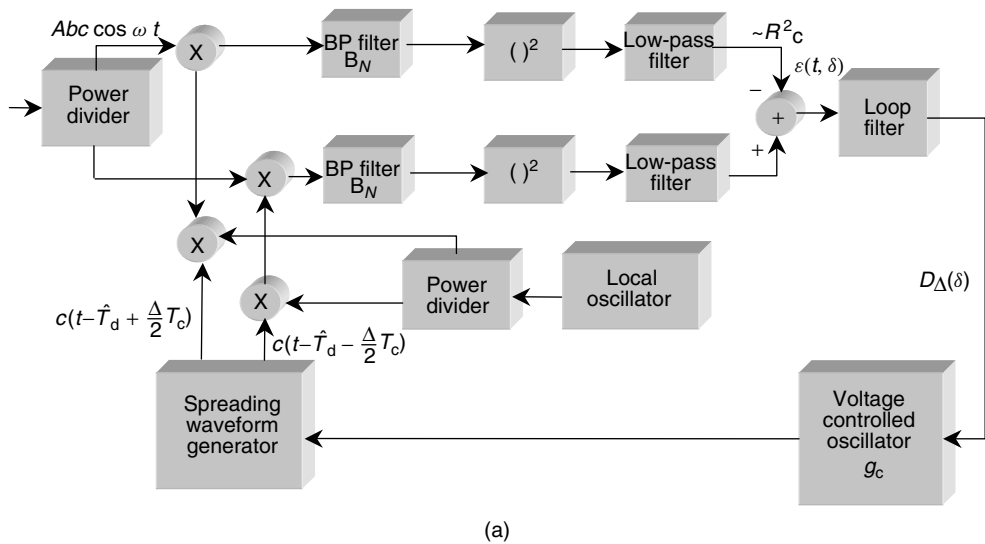 Abc cos ω t
Power
divider
X
BP filter
B_N
( )²
Low-pass
filter
~R²c
ε(t, δ)
−
+
+
Loop
filter
X
BP filter
B_N
( )²
Low-pass
filter
X
X
Power
divider
Local
oscillator
D_Δ(δ)
c(t−T̂_d + Δ/2 T_c)
c(t−T̂_d − Δ/2 T_c)
Spreading
waveform
generator
Voltage
controlled
oscillator
g_c
(a)